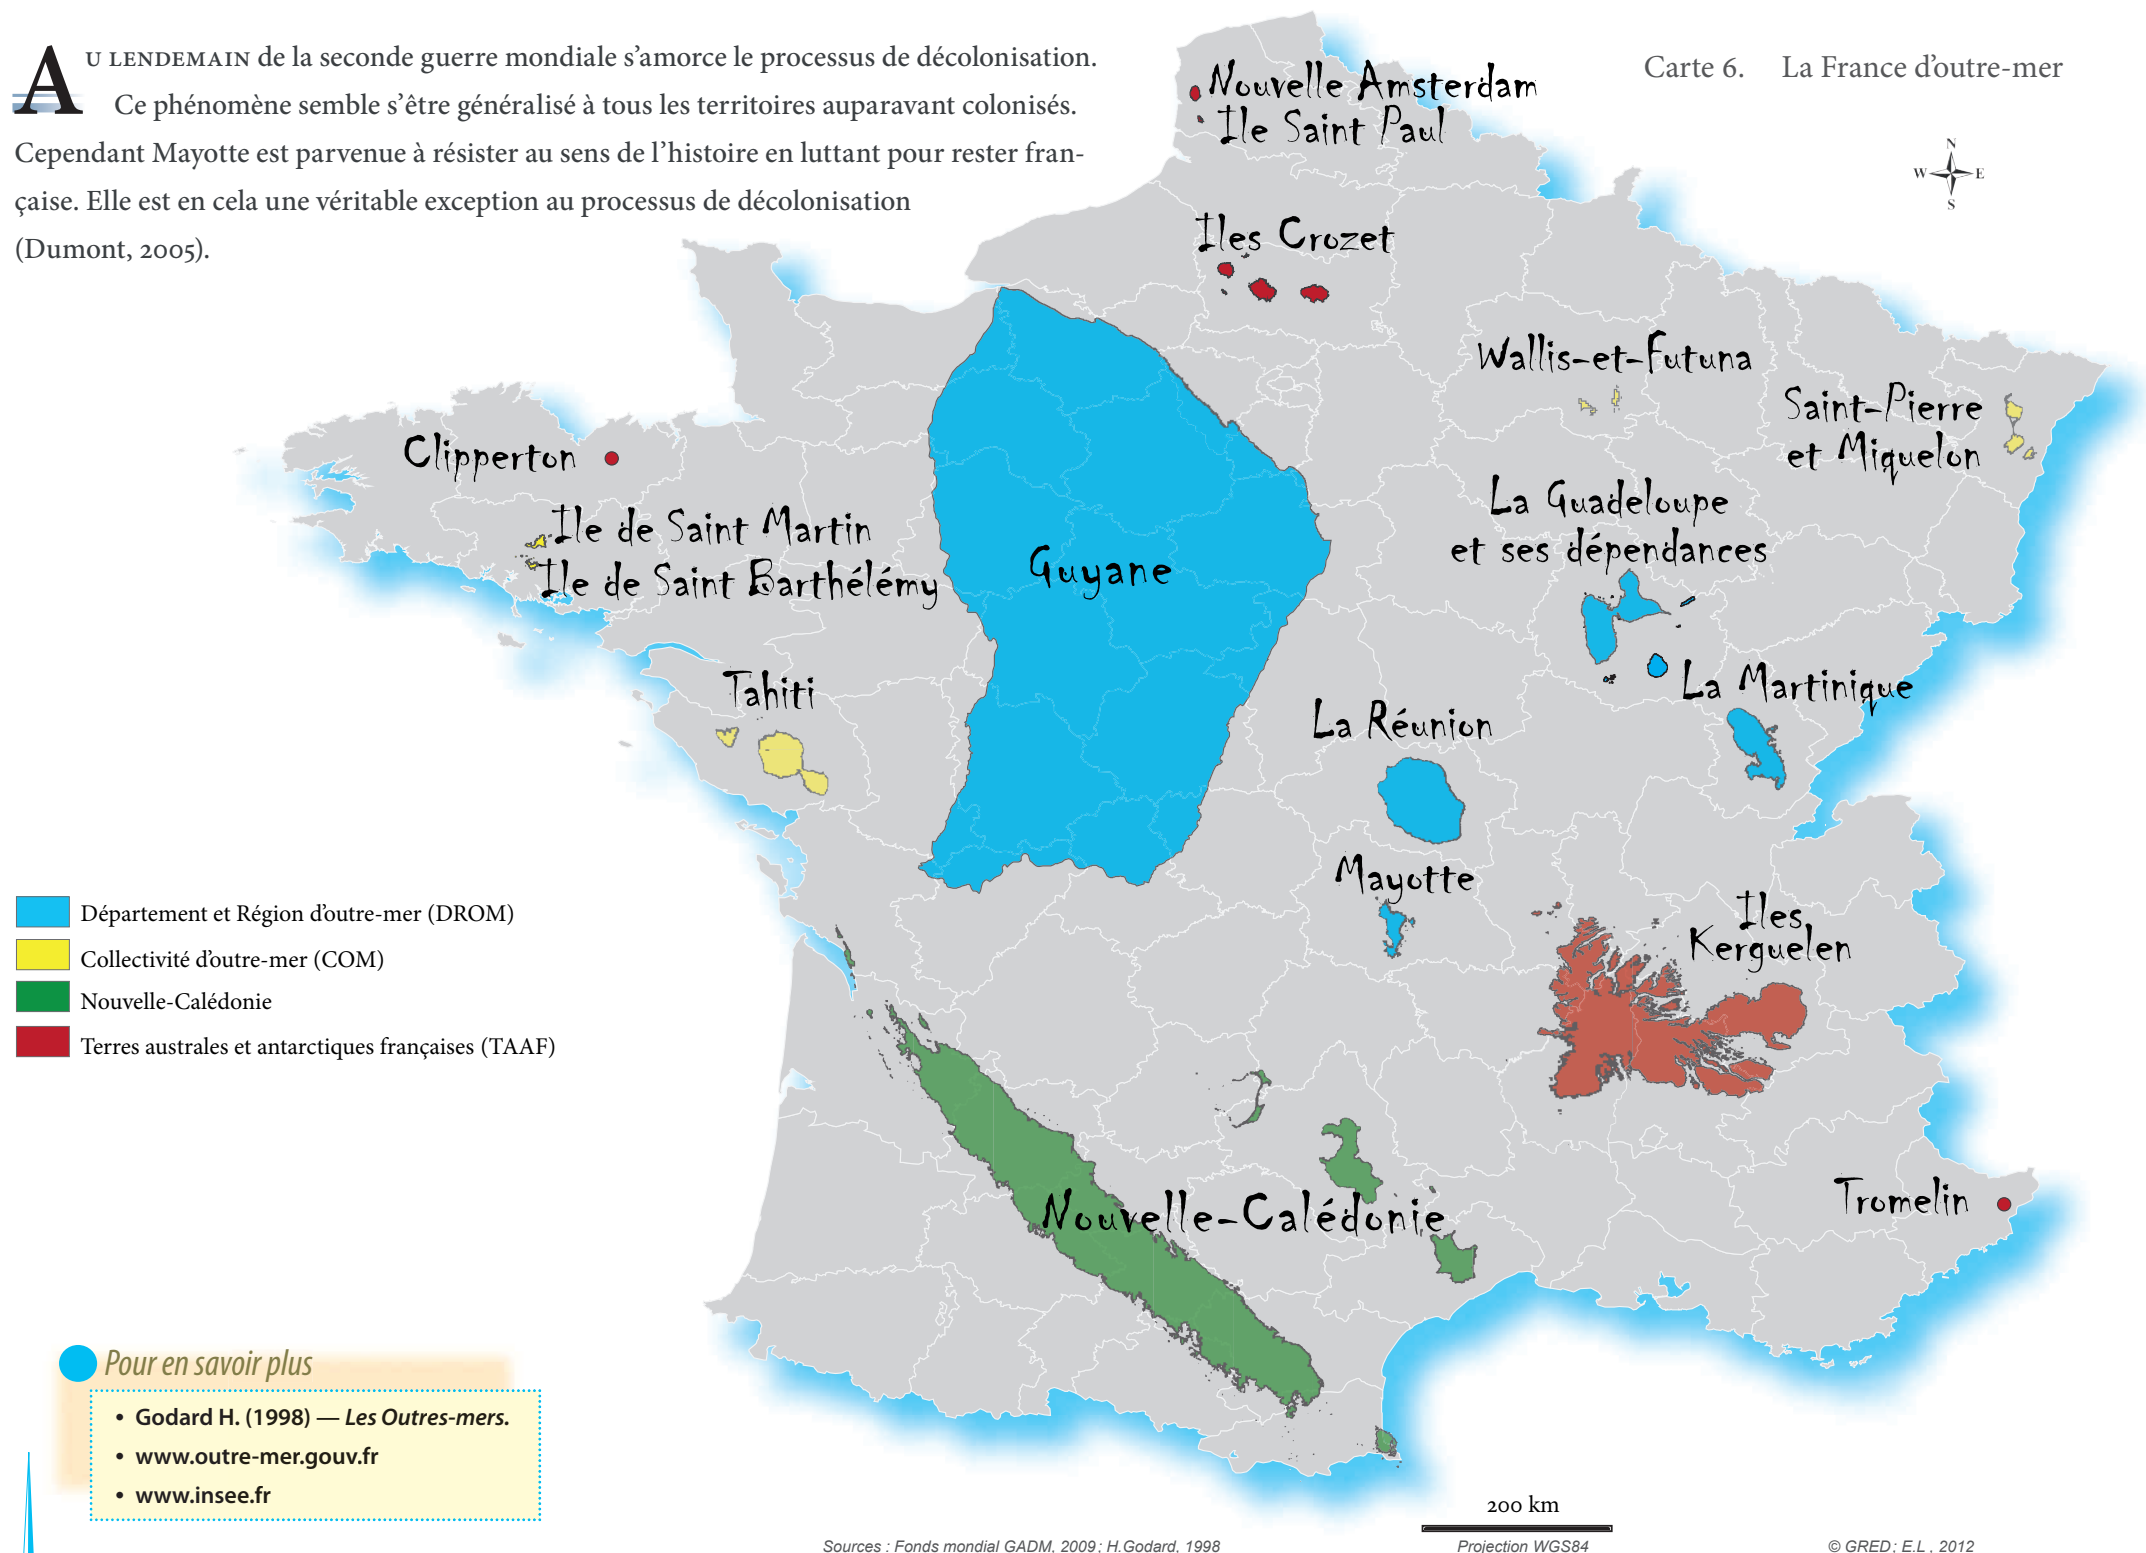 AU LENDEMAIN de la seconde guerre mondiale s’amorce le processus de décolonisation.
Ce phénomène semble s’être généralisé à tous les territoires auparavant colonisés.
Cependant Mayotte est parvenue à résister au sens de l’histoire en luttant pour rester fran-
çaise. Elle est en cela une véritable exception au processus de décolonisation
(Dumont, 2005).
Carte 6. La France d’outre-mer
N
W E
S
Nouvelle Amsterdam
Ile Saint Paul
Iles Crozet
Wallis-et-Futuna
Saint-Pierre
et Miquelon
Clipperton
La Guadeloupe
et ses dépendances
Ile de Saint Martin
Ile de Saint Barthélémy
Guyane
Tahiti
La Martinique
La Réunion
Mayotte
Iles
Kerguelen
Nouvelle-Calédonie
Tromelin
Département et Région d’outre-mer (DROM)
Collectivité d’outre-mer (COM)
Nouvelle-Calédonie
Terres australes et antarctiques françaises (TAAF)
Pour en savoir plus
• Godard H. (1998) — Les Outres-mers.
• www.outre-mer.gouv.fr
• www.insee.fr
200 km
Sources : Fonds mondial GADM, 2009 ; H.Godard, 1998
Projection WGS84
© GRED ; E.L , 2012